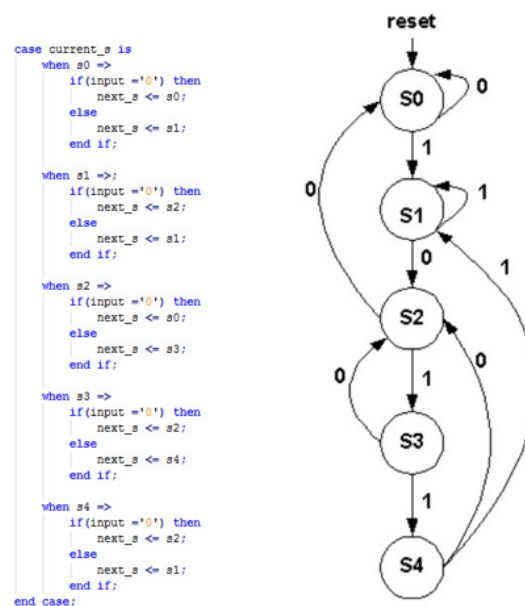 case current_s is
when s0 =>
if(input ='0') then
next_s <= s0;
else
next_s <= s1;
end if;
when s1 =>;
if(input ='0') then
next_s <= s2;
else
next_s <= s1;
end if;
when s2 =>
if(input ='0') then
next_s <= s0;
else
next_s <= s3;
end if;
when s3 =>
if(input ='0') then
next_s <= s2;
else
next_s <= s4;
end if;
when s4 =>
if(input ='0') then
next_s <= s2;
else
next_s <= s1;
end if;
end case;
reset
S0
0
1
S1
1
0
0
1
S2
0
0
1
S3
1
S4